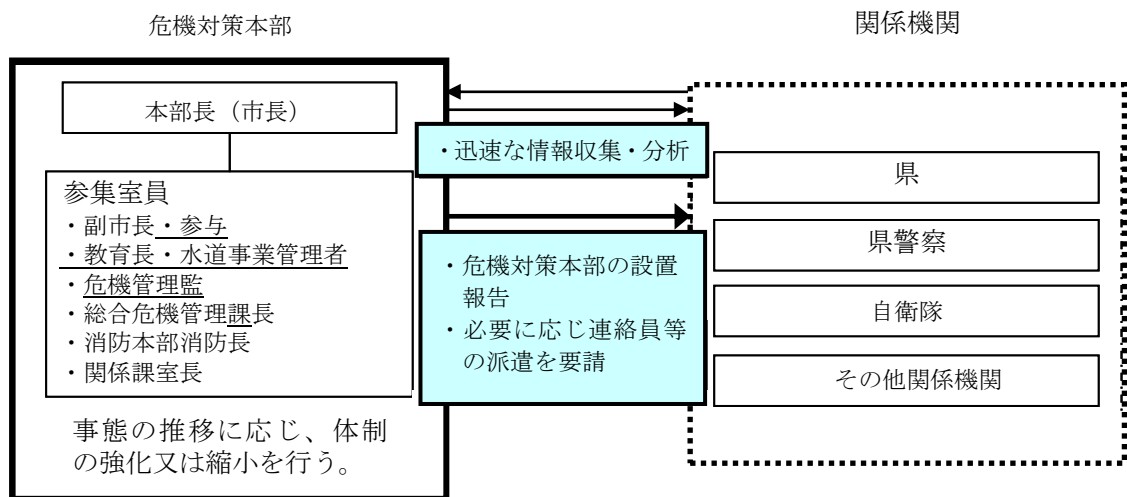 危機対策本部
本部長（市長）
参集室員
・副市長・参与
・教育長・水道事業管理者
・危機管理監
・総合危機管理課長
・消防本部消防長
・関係課室長
事態の推移に応じ、体制
の強化又は縮小を行う。
・迅速な情報収集・分析
・危機対策本部の設置
報告
・必要に応じ連絡員等
の派遣を要請
関係機関
県
県警察
自衛隊
その他関係機関